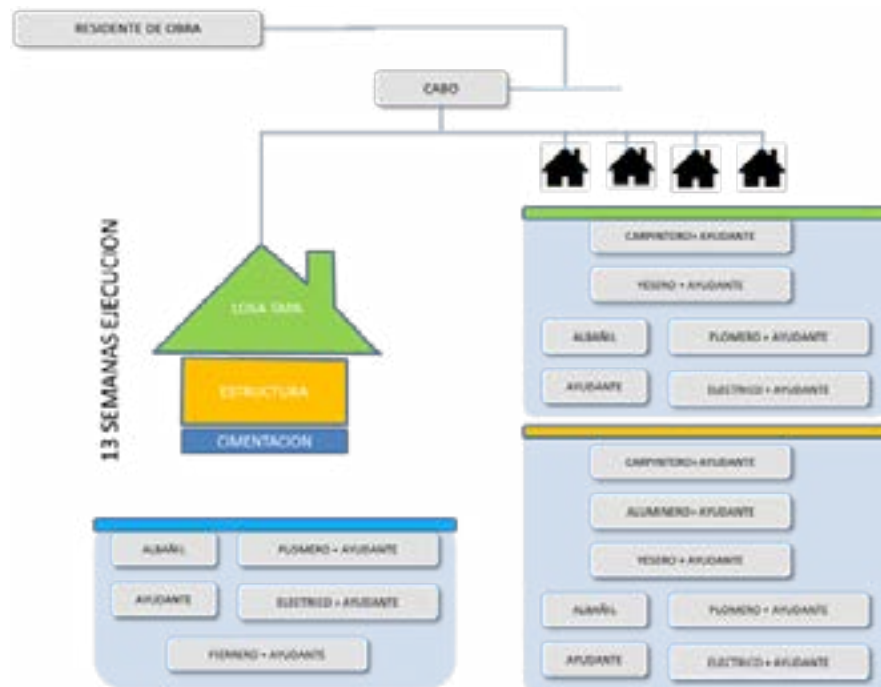 RESIDENTE DE OBRA
CABO
13 SEMANAS EJECUCION
LOSA TAPA
ESTRUCTURA
CIMENTACION
CARPINTERO+ AYUDANTE
YESERO + AYUDANTE
ALBAÑIL
PLOMERO + AYUDANTE
AYUDANTE
ELECTRICO + AYUDANTE
CARPINTERO+ AYUDANTE
ALUMINERO+ AYUDANTE
YESERO + AYUDANTE
ALBAÑIL
PLOMERO + AYUDANTE
AYUDANTE
ELECTRICO + AYUDANTE
ALBAÑIL
PLOMERO + AYUDANTE
AYUDANTE
ELECTRICO + AYUDANTE
FIERRERO + AYUDANTE